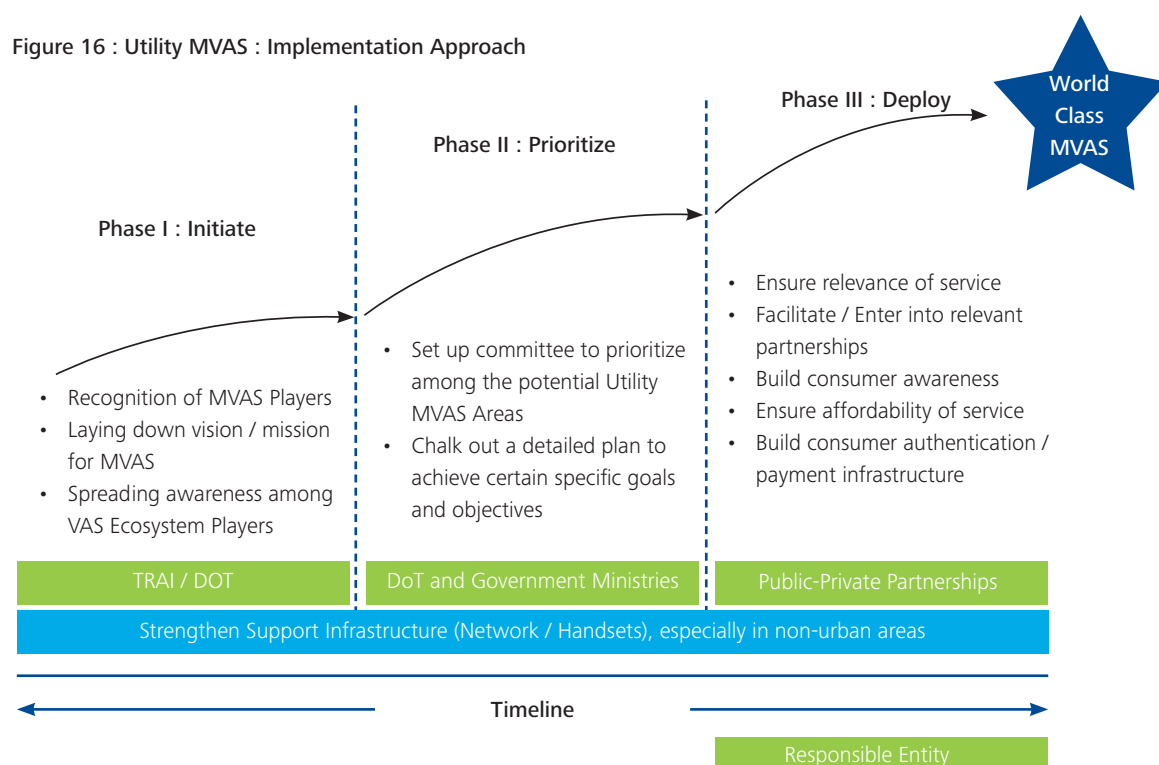 Figure 16 : Utility MVAS : Implementation Approach
World
Class
MVAS
Phase III : Deploy
Phase II : Prioritize
Phase I : Initiate
• Recognition of MVAS Players
• Laying down vision / mission
for MVAS
• Spreading awareness among
VAS Ecosystem Players
• Set up committee to prioritize
among the potential Utility
MVAS Areas
• Chalk out a detailed plan to
achieve certain specific goals
and objectives
• Ensure relevance of service
• Facilitate / Enter into relevant
partnerships
• Build consumer awareness
• Ensure affordability of service
• Build consumer authentication /
payment infrastructure
TRAI / DOT
DoT and Government Ministries
Public-Private Partnerships
Strengthen Support Infrastructure (Network / Handsets), especially in non-urban areas
Timeline
Responsible Entity